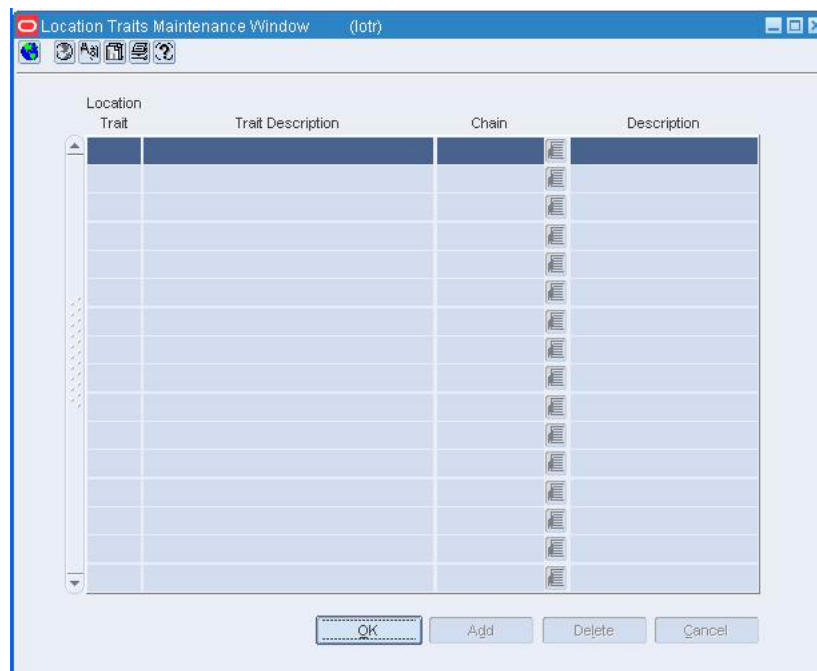 Location Traits Maintenance Window (lotr)
Location
Trait Trait Description Chain Description
OK Add Delete Cancel